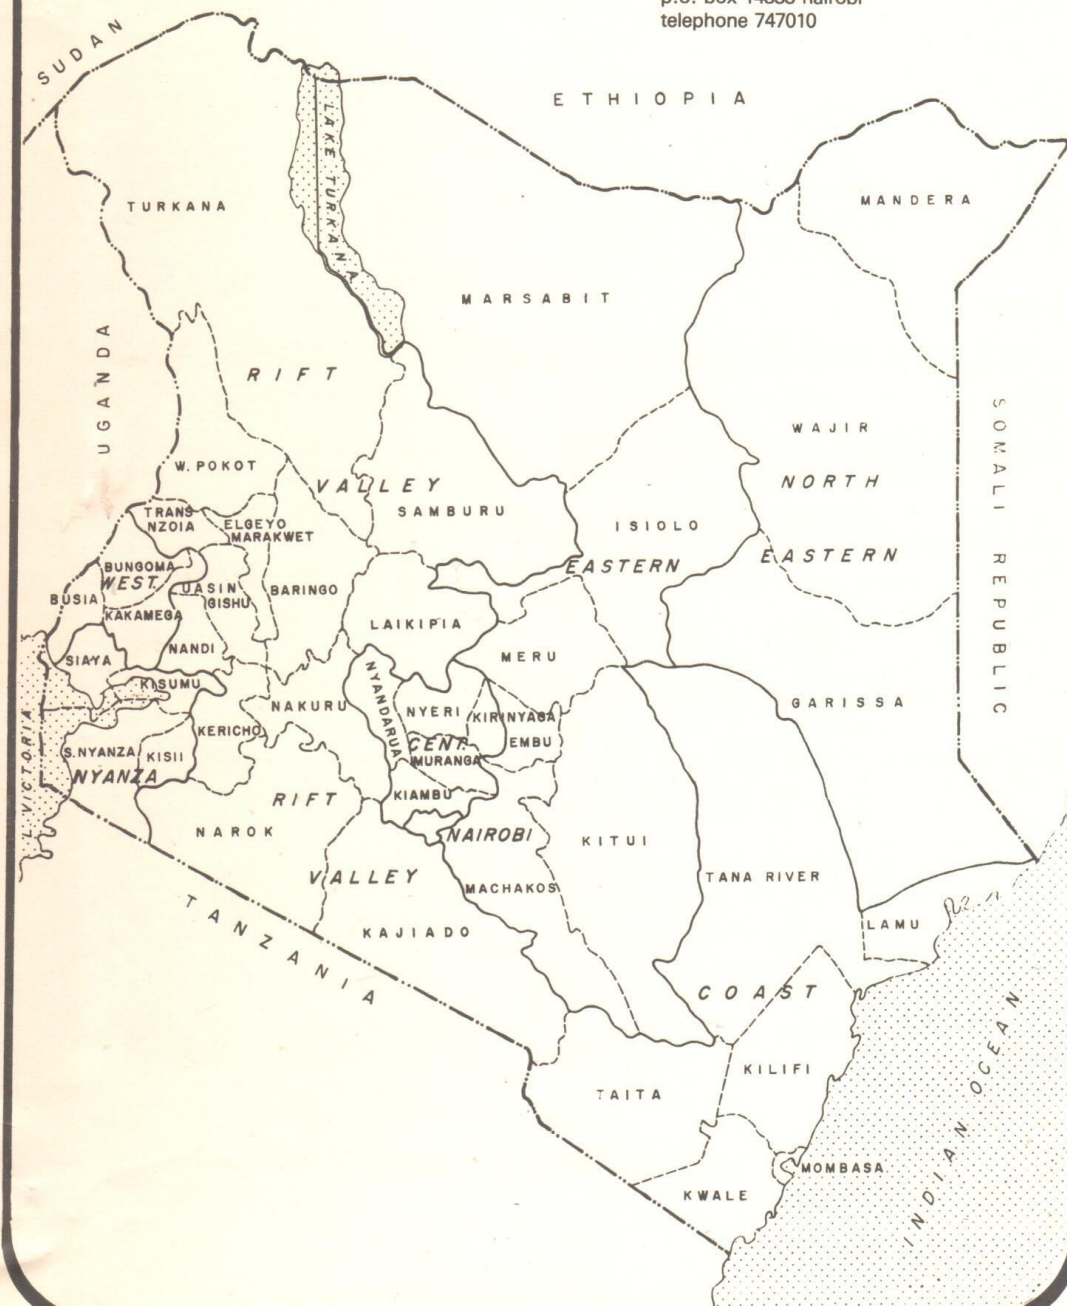 telephone 747010
SUDAN
ETHIOPIA
LAKE TURKANA
TURKANA
MANDERA
MARSABIT
UGANDA
RIFT
SOMALI REPUBLIC
WAJIR
W. POKOT
VALLEY
NORTH
SAMBURU
TRANS
NZOIA
ELGEYO
MARAKWET
ISIOLO
EASTERN
EASTERN
BUNGOMA
WEST.
UASIN
GISHU
BARINGO
BUSIA
KAKAMEGA
LAIKIPIA
NANDI
SIAYA
MERU
KISUMU
NYANDARUA
NAKURU
NYERI
KIRINYAGA
GARISSA
KERICHO
CENT.
EMBU
L. VICTORIA
S. NYANZA
KISII
MURANGA
NYANZA
KIAMBU
RIFT
NAROK
NAIROBI
KITUI
VALLEY
MACHAKOS
TANA RIVER
TANZANIA
KAJIADO
LAMU
COAST
INDIAN OCEAN
KILIFI
TAITA
MOMBASA
KWALE